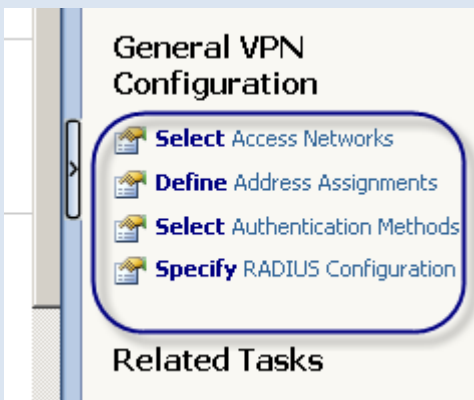 General VPN
Configuration
Select Access Networks
Define Address Assignments
Select Authentication Methods
Specify RADIUS Configuration
Related Tasks